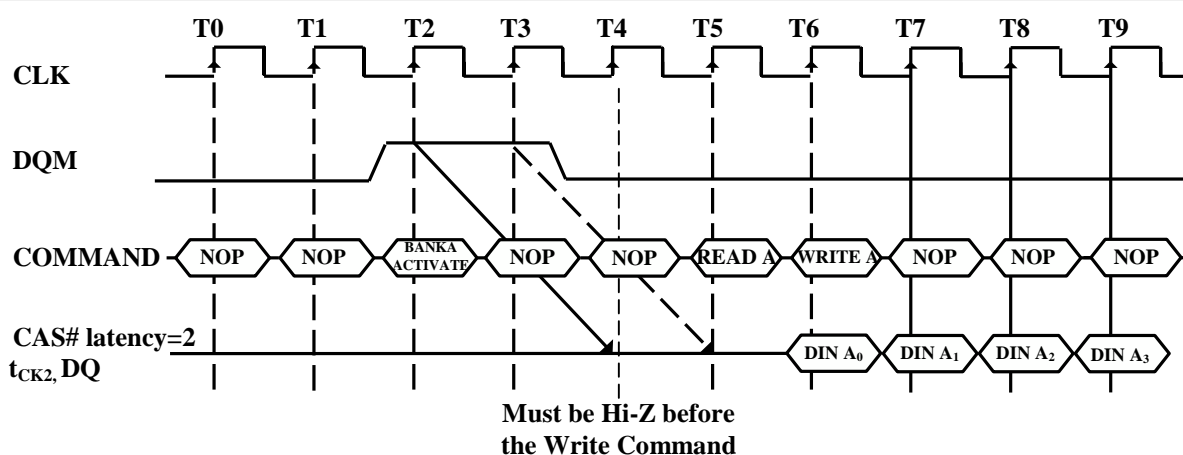 T0 T1 T2 T3 T4 T5 T6 T7 T8 T9
CLK
DQM
COMMAND NOP NOP BANKA ACTIVATE NOP NOP READ A WRITE A NOP NOP NOP
CAS# latency=2
tCK2, DQ DIN A0 DIN A1 DIN A2 DIN A3
Must be Hi-Z before
the Write Command